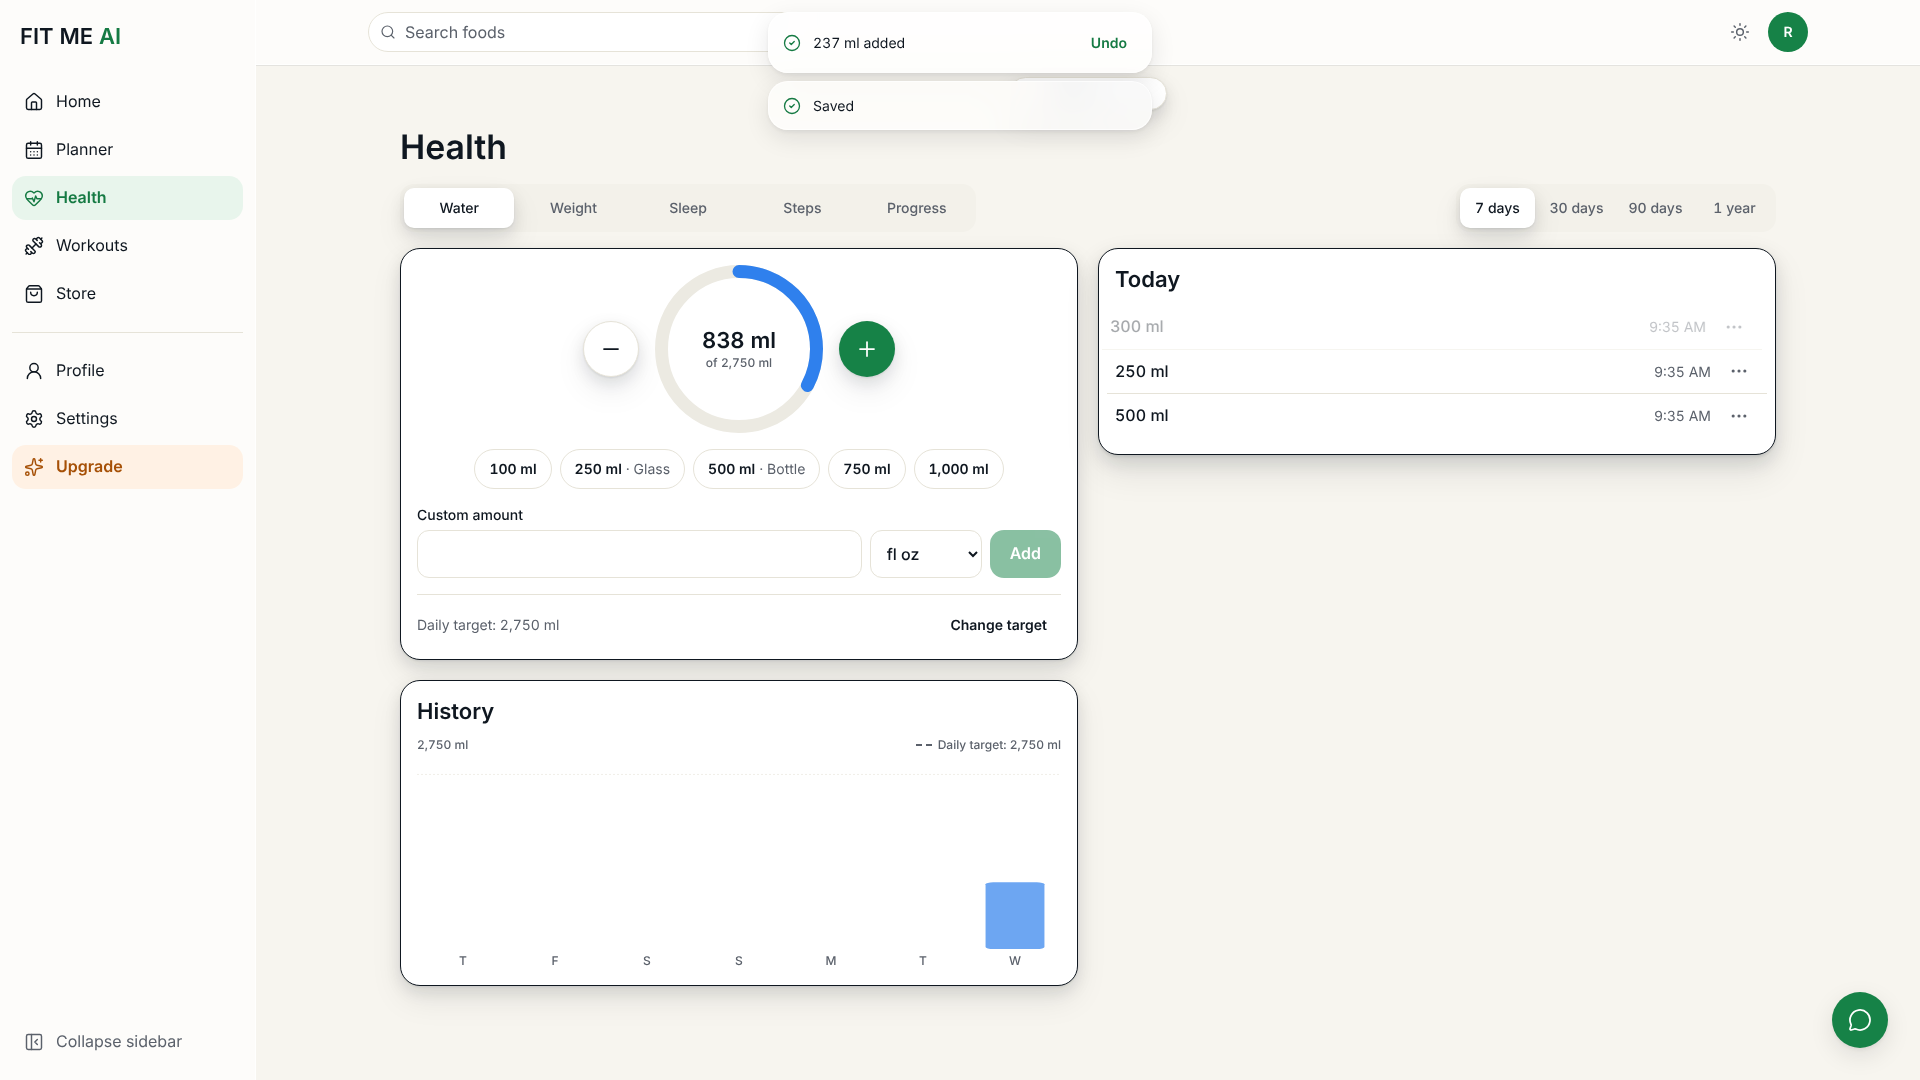 FIT ME AI
Search foods
237 ml added
Undo
R
Saved
Home
Planner
Health
Workouts
Store
Profile
Settings
Upgrade
Collapse sidebar
Health
Water
Weight
Sleep
Steps
Progress
7 days
30 days
90 days
1 year
838 ml
of 2,750 ml
100 ml
250 ml · Glass
500 ml · Bottle
750 ml
1,000 ml
Custom amount
fl oz
Add
Daily target: 2,750 ml
Change target
Today
300 ml
9:35 AM
250 ml
9:35 AM
500 ml
9:35 AM
History
2,750 ml
Daily target: 2,750 ml
T
F
S
S
M
T
W